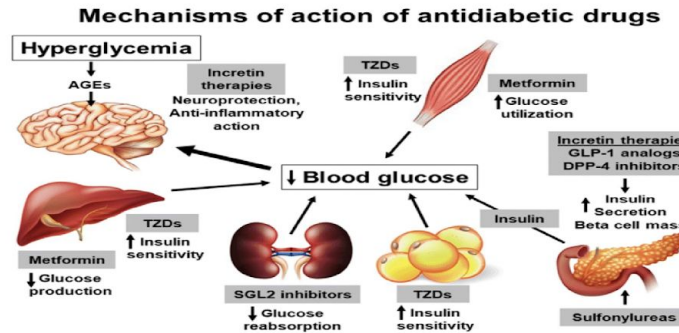 Mechanisms of action of antidiabetic drugs
Hyperglycemia
AGEs
Incretin
therapies
Neuroprotection,
Anti-inflammatory
action
TZDs
Insulin
sensitivity
Metformin
Glucose
utilization
Incretin therapies
GLP-1 analogs
DPP-4 inhibitors
Insulin
Secretion
Beta cell mass
Blood glucose
TZDs
Insulin
sensitivity
Metformin
Glucose
production
SGL2 inhibitors
Glucose
reabsorption
TZDs
Insulin
sensitivity
Insulin
Sulfonylureas